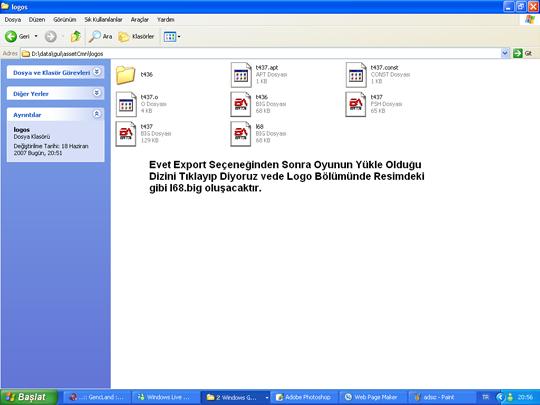 logos
Dosya Düzen Görünüm Sık Kullanılanlar Araçlar Yardım
Geri Ara Klasörler
Adres D:\data\gui\assetCmn\logos Git
Dosya ve Klasör Görevleri
Diğer Yerler
Ayrıntılar
logos
Dosya Klasörü
Değiştirilme Tarihi: 18 Haziran
2007 Bugün, 20:51
t436
t437.apt
APT Dosyası
1 KB
t437.const
CONST Dosyası
1 KB
t437.o
O Dosyası
4 KB
t436
BIG Dosyası
68 KB
t437
FSH Dosyası
65 KB
t437
BIG Dosyası
129 KB
l68
BIG Dosyası
68 KB
Evet Export Seçeneğinden Sonra Oyunun Yükle Olduğu
Dizini Tıklayıp Diyoruz vede Logo Bölümünde Resimdeki
gibi l68.big oluşacaktır.
Başlat ..:: GencLand :... Windows Live ... 2 Windows G... Adobe Photoshop Web Page Maker adsız - Paint TR 20:56